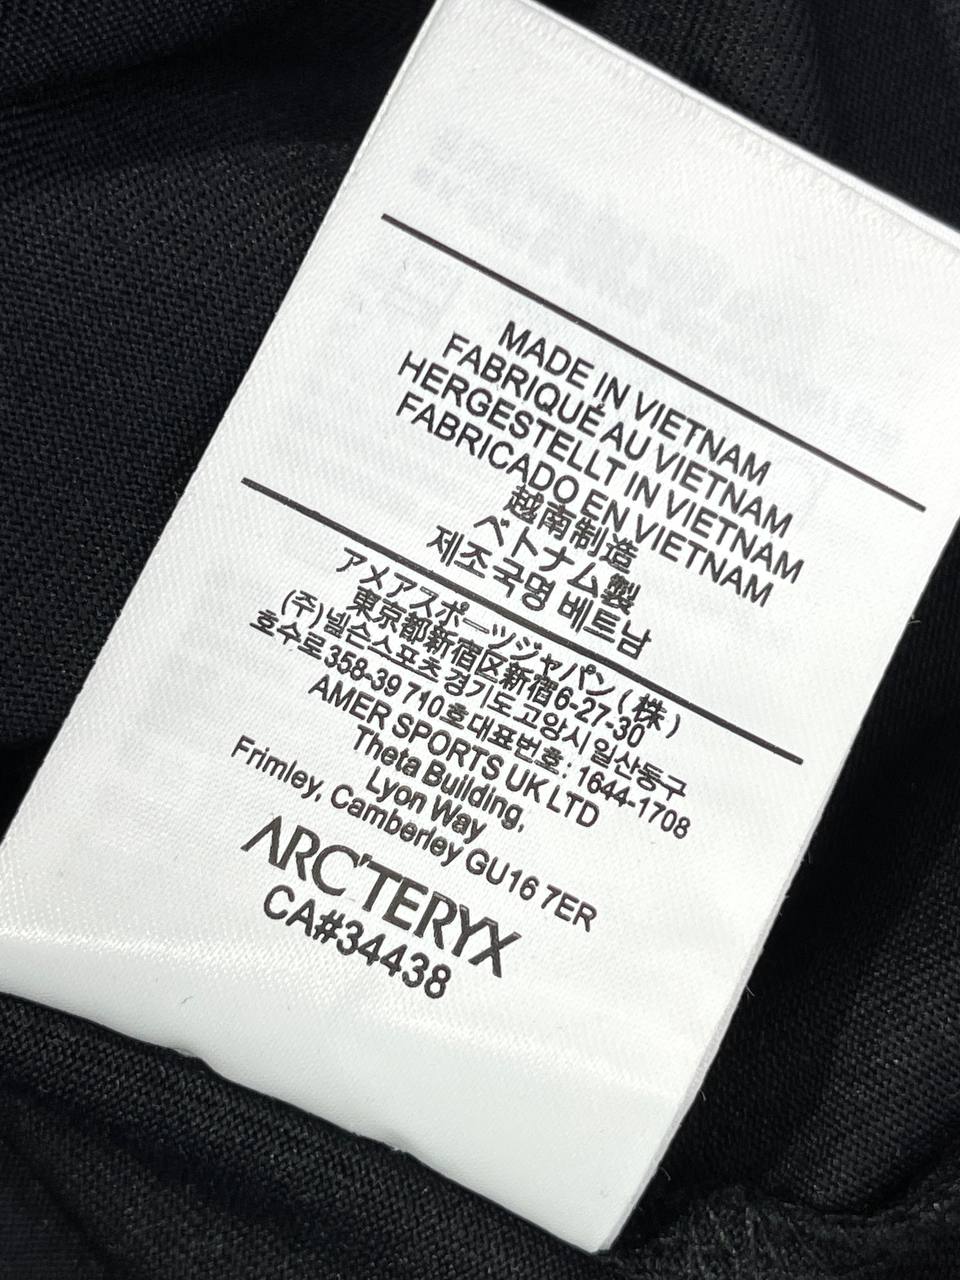 MADE IN VIETNAM
FABRIQUÉ AU VIETNAM
HERGESTELLT IN VIETNAM
FABRICADO EN VIETNAM
越南制造
ベトナム製
제조국명 베트남
アメアスポーツジャパン (株)
東京都新宿区新宿6-27-30
(주)넬슨스포츠 경기도고양시 일산동구
호수로358-39 710호대표번호: 1644-1708
AMER SPORTS UK LTD
Theta Building,
Lyon Way
Frimley, Camberley GU16 7ER
ARC'TERYX
CA#34438